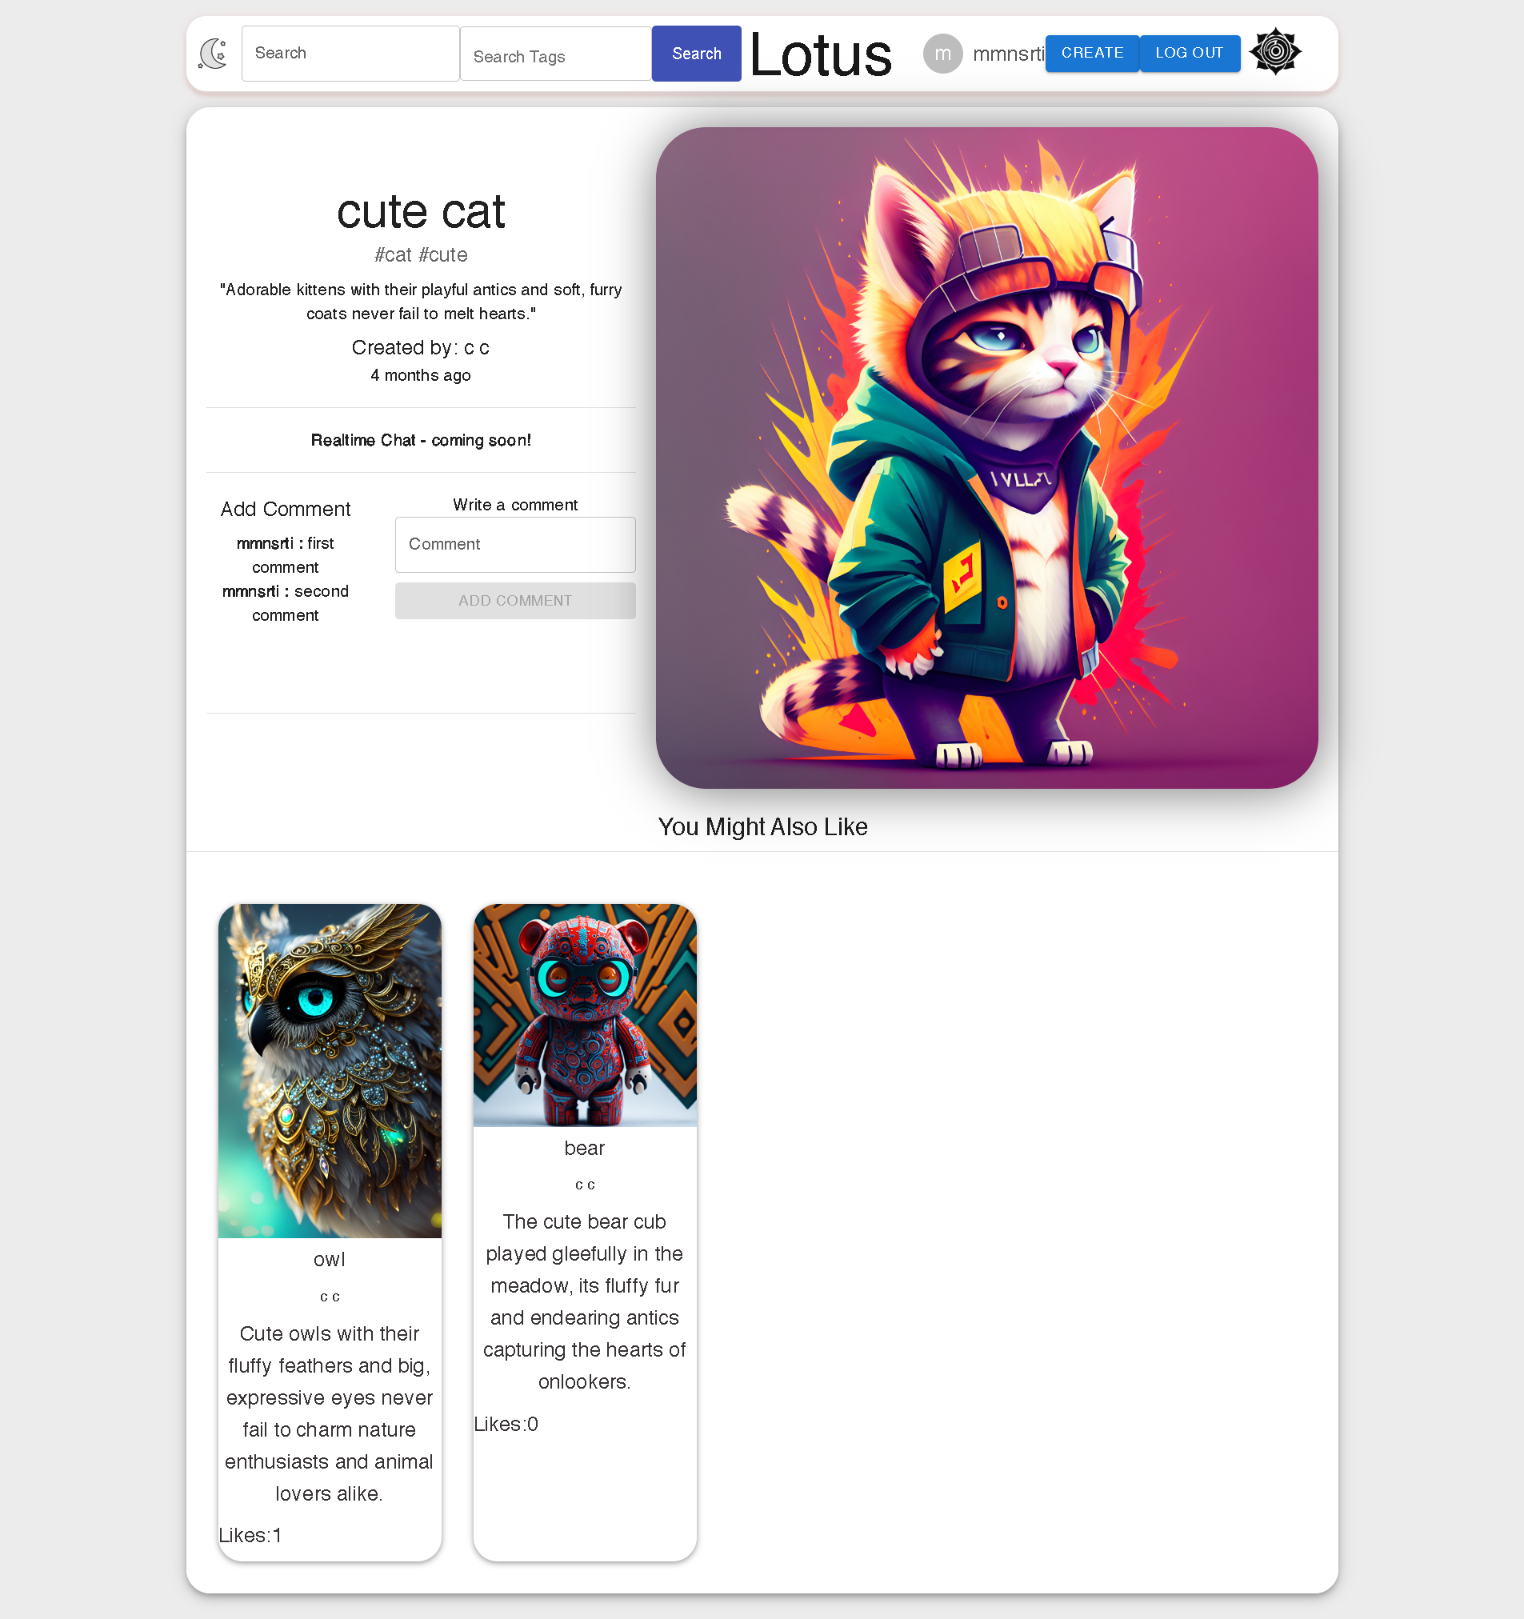 Search
Search Tags
Search
Lotus
m
mmnsrti
CREATE
LOG OUT
cute cat
#cat #cute
"Adorable kittens with their playful antics and soft, furry
coats never fail to melt hearts."
Created by: c c
4 months ago
Realtime Chat - coming soon!
Add Comment
mmnsrti : first
comment
mmnsrti : second
comment
Write a comment
Comment
ADD COMMENT
You Might Also Like
owl
c c
Cute owls with their
fluffy feathers and big,
expressive eyes never
fail to charm nature
enthusiasts and animal
lovers alike.
Likes:1
bear
c c
The cute bear cub
played gleefully in the
meadow, its fluffy fur
and endearing antics
capturing the hearts of
onlookers.
Likes:0